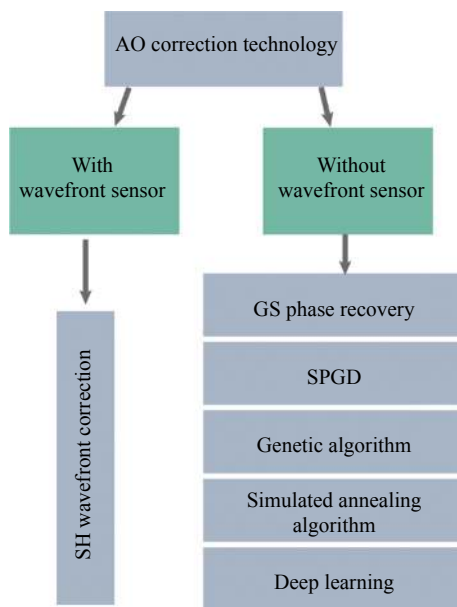 AO correction technology
With
wavefront sensor
Without
wavefront sensor
SH wavefront correction
GS phase recovery
SPGD
Genetic algorithm
Simulated annealing
algorithm
Deep learning